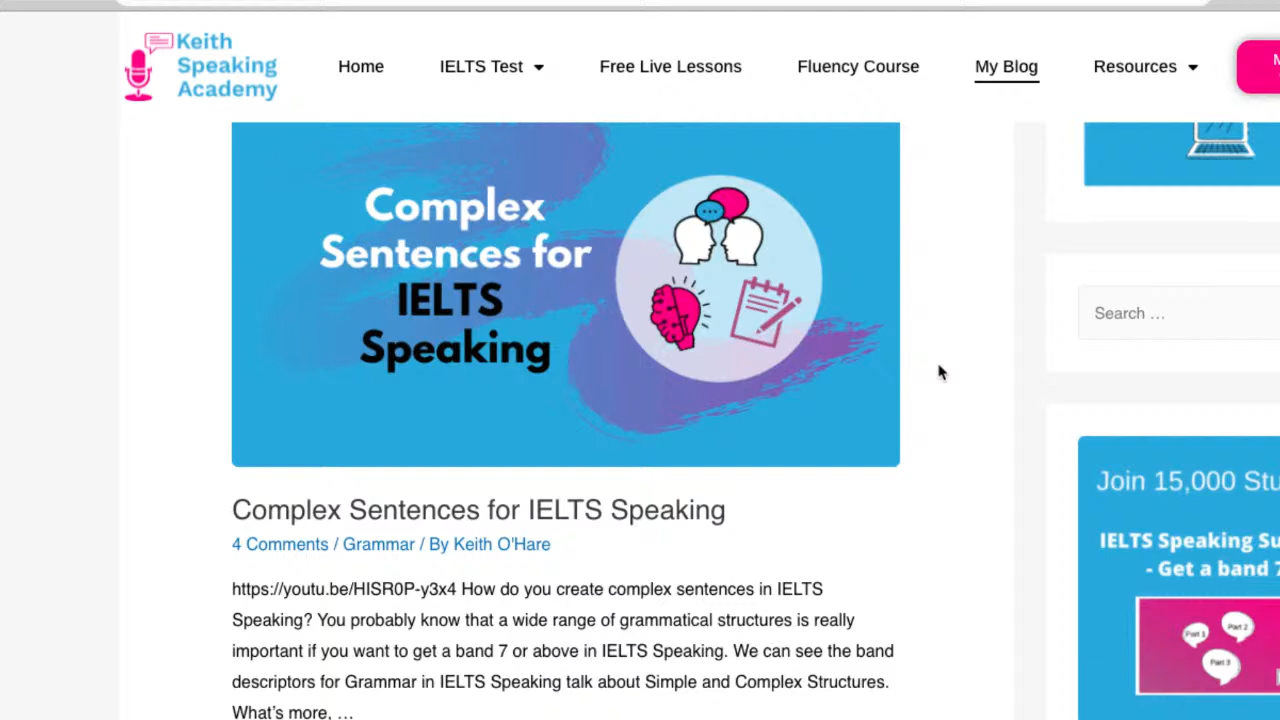 Keith
Speaking
Academy
Home
IELTS Test
Free Live Lessons
Fluency Course
My Blog
Resources
Complex
Sentences for
IELTS
Speaking
Search …
Complex Sentences for IELTS Speaking
4 Comments / Grammar / By Keith O'Hare
https://youtu.be/HISR0P-y3x4 How do you create complex sentences in IELTS
Speaking? You probably know that a wide range of grammatical structures is really
important if you want to get a band 7 or above in IELTS Speaking. We can see the band
descriptors for Grammar in IELTS Speaking talk about Simple and Complex Structures.
What's more, …
Join 15,000 Stu
IELTS Speaking Su
- Get a band 7
Part 1
Part 2
Part 3